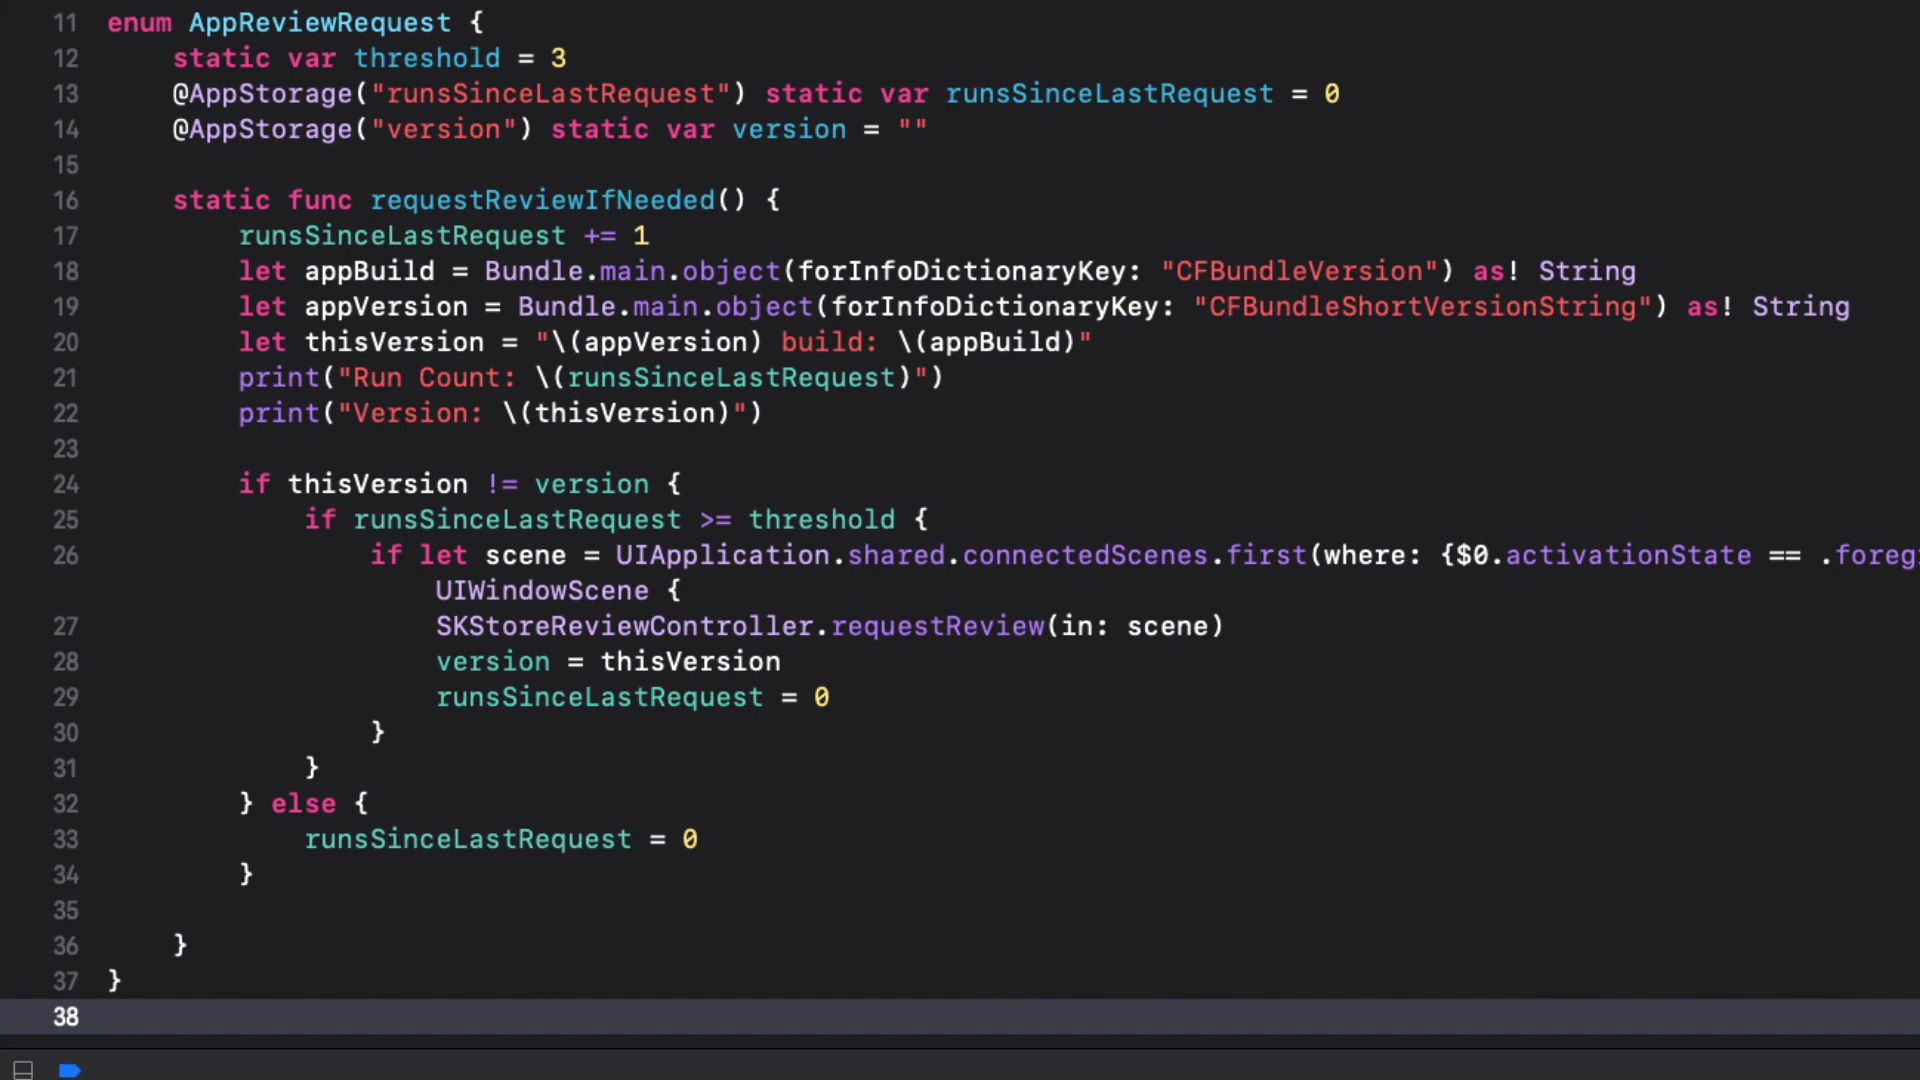 11 enum AppReviewRequest {
12 static var threshold = 3
13 @AppStorage("runsSinceLastRequest") static var runsSinceLastRequest = 0
14 @AppStorage("version") static var version = ""
15
16 static func requestReviewIfNeeded() {
17 runsSinceLastRequest += 1
18 let appBuild = Bundle.main.object(forInfoDictionaryKey: "CFBundleVersion") as! String
19 let appVersion = Bundle.main.object(forInfoDictionaryKey: "CFBundleShortVersionString") as! String
20 let thisVersion = "\(appVersion) build: \(appBuild)"
21 print("Run Count: \(runsSinceLastRequest)")
22 print("Version: \(thisVersion)")
23
24 if thisVersion != version {
25 if runsSinceLastRequest >= threshold {
26 if let scene = UIApplication.shared.connectedScenes.first(where: {$0.activationState == .foreg
UIWindowScene {
27 SKStoreReviewController.requestReview(in: scene)
28 version = thisVersion
29 runsSinceLastRequest = 0
30 }
31 }
32 } else {
33 runsSinceLastRequest = 0
34 }
35
36 }
37 }
38